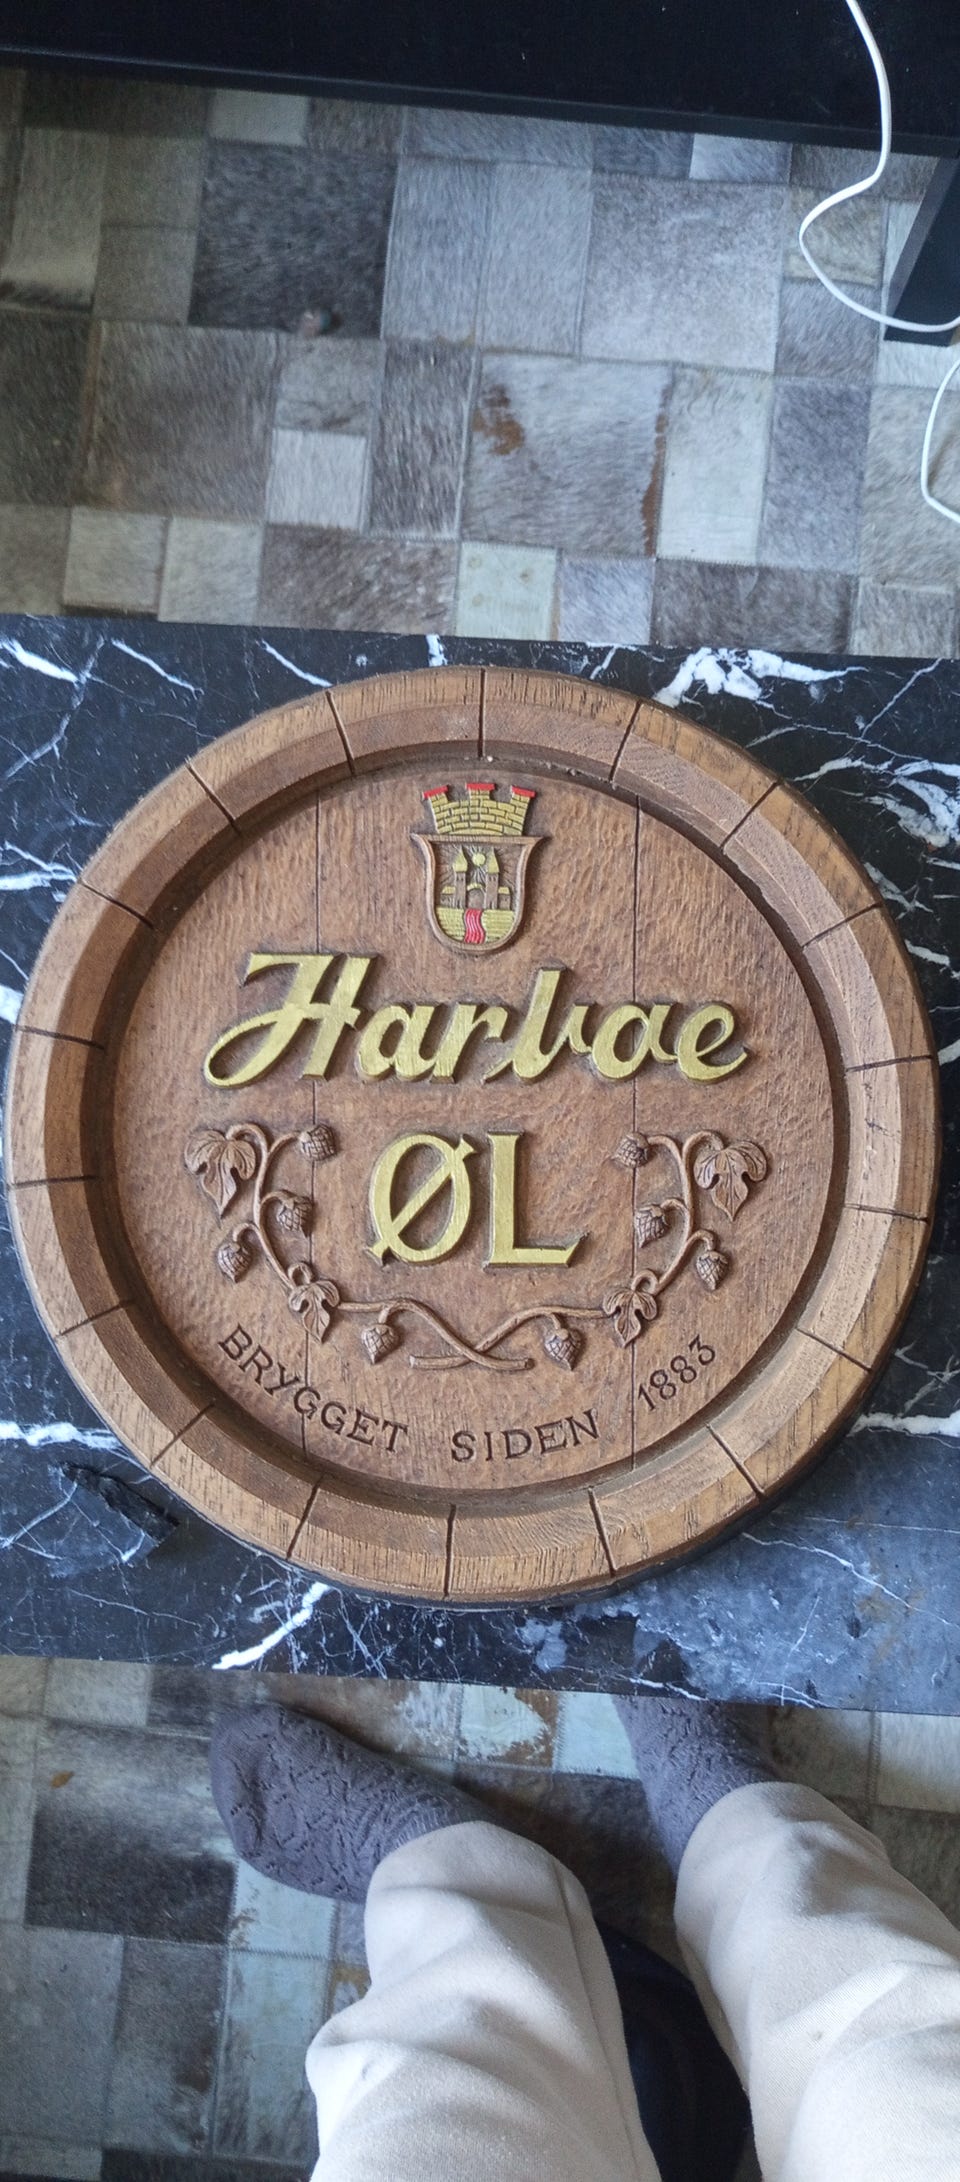 Harboe
ØL
BRYGGET SIDEN 1883